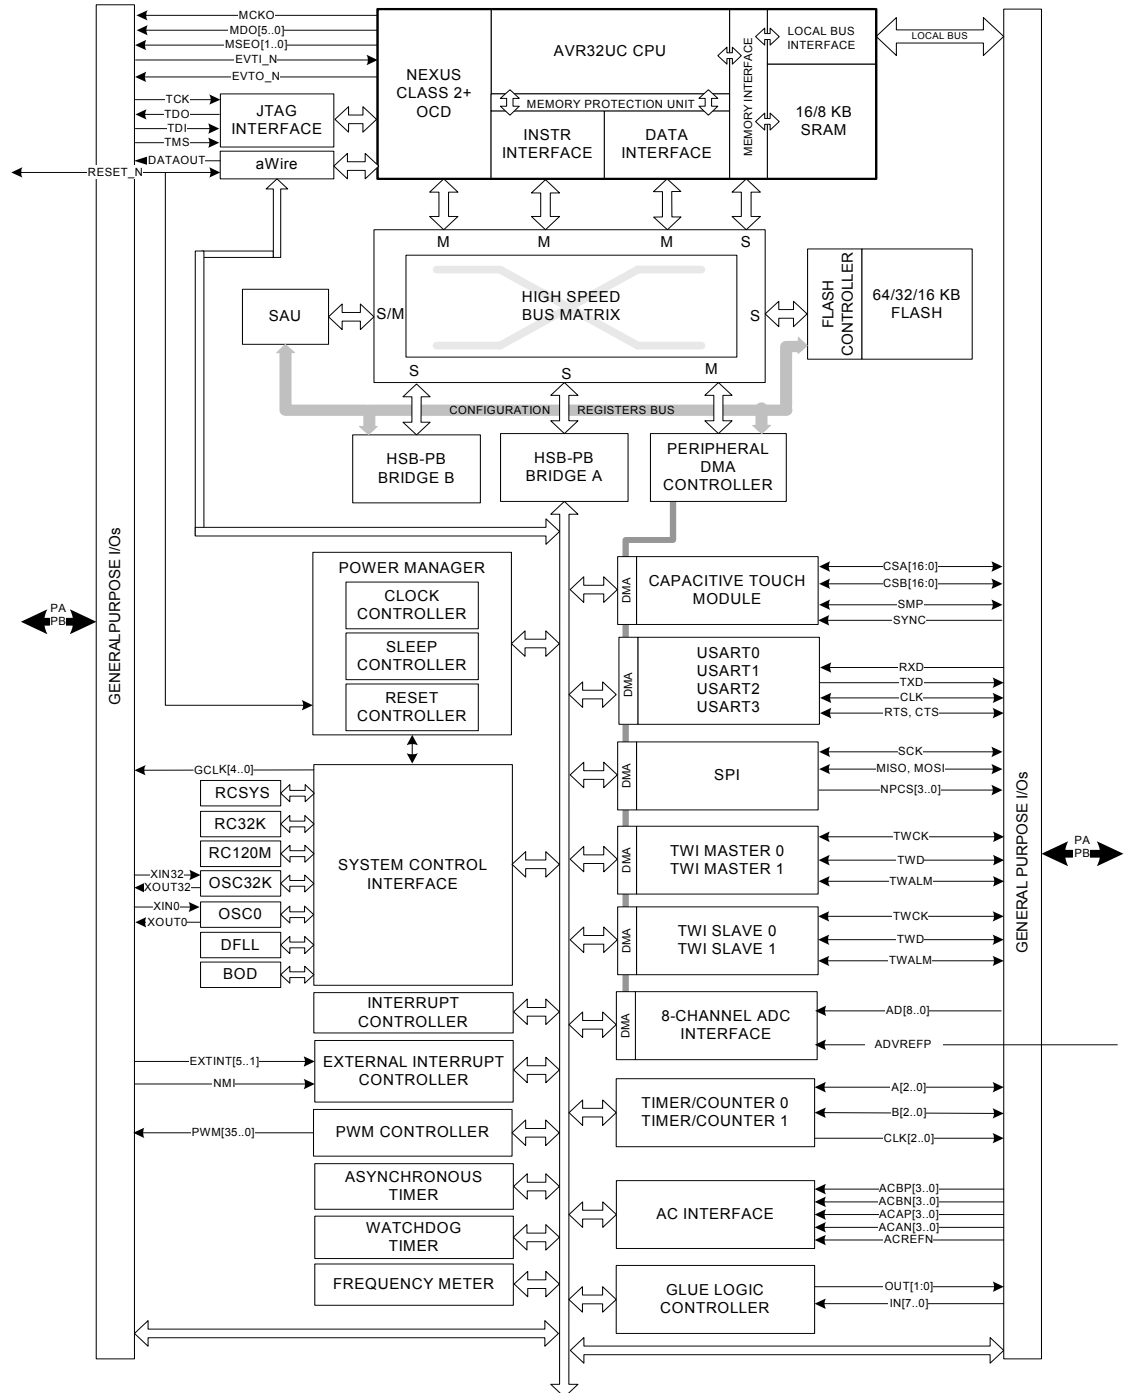 MCKO
MDO[5..0]
MSEO[1..0]
EVTI_N
EVTO_N
TCK
TDO
TDI
TMS
JTAG
INTERFACE
DATAOUT
aWire
RESET_N
NEXUS
CLASS 2+
OCD
AVR32UC CPU
MEMORY PROTECTION UNIT
INSTR
INTERFACE
DATA
INTERFACE
MEMORY INTERFACE
LOCAL BUS
INTERFACE
16/8 KB
SRAM
LOCAL BUS
M
M
M
S
HIGH SPEED
BUS MATRIX
S/M
S
S
S
M
SAU
FLASH
CONTROLLER
64/32/16 KB
FLASH
CONFIGURATION REGISTERS BUS
HSB-PB
BRIDGE B
HSB-PB
BRIDGE A
PERIPHERAL
DMA
CONTROLLER
GENERALPURPOSE I/Os
PA
PB
POWER MANAGER
CLOCK
CONTROLLER
SLEEP
CONTROLLER
RESET
CONTROLLER
GCLK[4..0]
RCSYS
RC32K
RC120M
XIN32
XOUT32
OSC32K
XIN0
XOUT0
OSC0
DFLL
BOD
SYSTEM CONTROL
INTERFACE
INTERRUPT
CONTROLLER
EXTINT[5..1]
NMI
EXTERNAL INTERRUPT
CONTROLLER
PWM[35..0]
PWM CONTROLLER
ASYNCHRONOUS
TIMER
WATCHDOG
TIMER
FREQUENCY METER
DMA
CAPACITIVE TOUCH
MODULE
CSA[16:0]
CSB[16:0]
SMP
SYNC
DMA
USART0
USART1
USART2
USART3
RXD
TXD
CLK
RTS, CTS
DMA
SPI
SCK
MISO, MOSI
NPCS[3..0]
DMA
TWI MASTER 0
TWI MASTER 1
TWCK
TWD
TWALM
DMA
TWI SLAVE 0
TWI SLAVE 1
TWCK
TWD
TWALM
DMA
8-CHANNEL ADC
INTERFACE
AD[8..0]
ADVREFP
TIMER/COUNTER 0
TIMER/COUNTER 1
A[2..0]
B[2..0]
CLK[2..0]
AC INTERFACE
ACBP[3..0]
ACBN[3..0]
ACAP[3..0]
ACAN[3..0]
ACREFN
GLUE LOGIC
CONTROLLER
OUT[1:0]
IN[7..0]
GENERAL PURPOSE I/Os
PA
PB